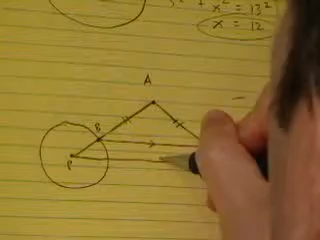 x² = 13²
x = 12
A
B
P